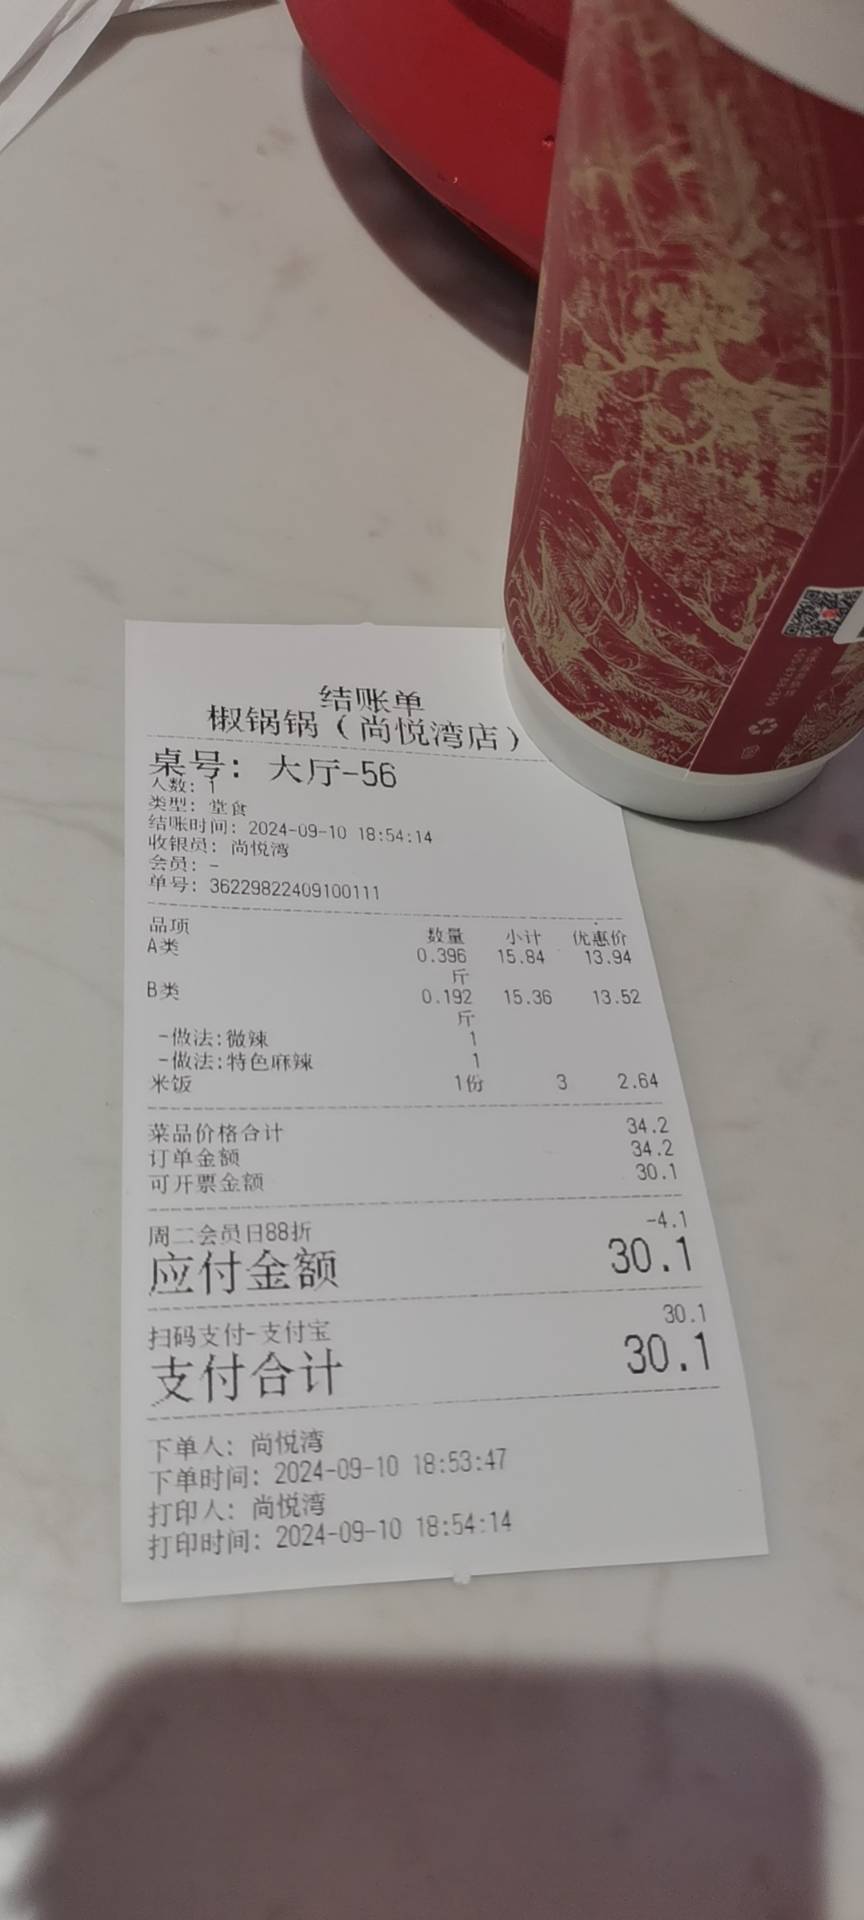 结账单
椒锅锅（尚悦湾店）
桌号: 大厅-56
人数: 1
类型: 堂食
结账时间: 2024-09-10 18:54:14
收银员: 尚悦湾
会员: -
单号: 36229822409100111
品项 数量 小计 优惠价
A类 0.396 15.84 13.94
斤
B类 0.192 15.36 13.52
斤
-做法:微辣 1
-做法:特色麻辣 1
米饭 1份 3 2.64
菜品价格合计 34.2
订单金额 34.2
可开票金额 30.1
周二会员日88折 -4.1
应付金额 30.1
扫码支付-支付宝 30.1
支付合计 30.1
下单人: 尚悦湾
下单时间: 2024-09-10 18:53:47
打印人: 尚悦湾
打印时间: 2024-09-10 18:54:14